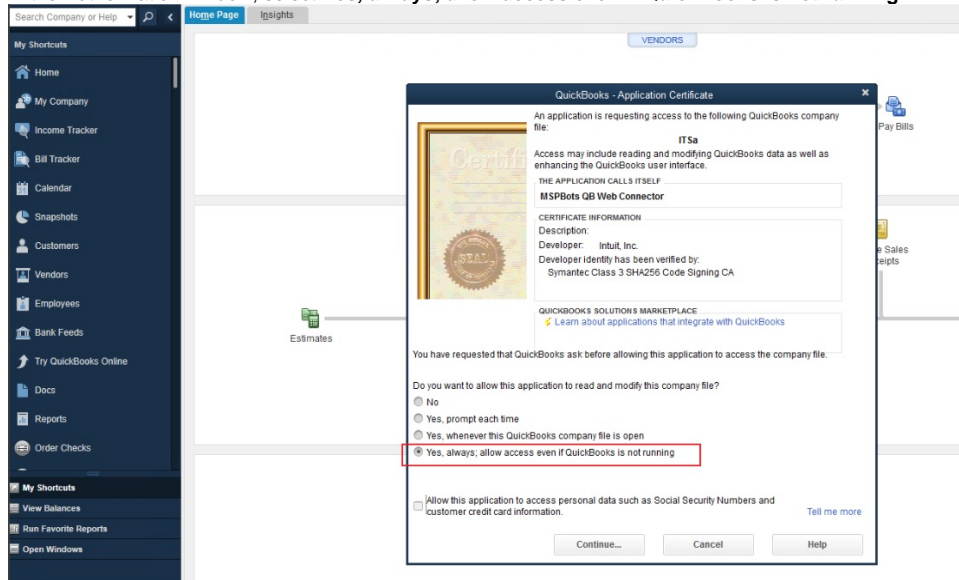 Search Company or Help
Home Page
Insights
My Shortcuts
Home
My Company
Income Tracker
Bill Tracker
Calendar
Snapshots
Customers
Vendors
Employees
Bank Feeds
Try QuickBooks Online
Docs
Reports
Order Checks
My Shortcuts
View Balances
Run Favorite Reports
Open Windows
VENDORS
Pay Bills
e Sales
ceipts
Estimates
QuickBooks - Application Certificate
An application is requesting access to the following QuickBooks company
file:
ITSa
Access may include reading and modifying QuickBooks data as well as
enhancing the QuickBooks user interface.
THE APPLICATION CALLS ITSELF
MSPBots QB Web Connector
CERTIFICATE INFORMATION
Description:
Developer: Intuit, Inc.
Developer identity has been verified by:
Symantec Class 3 SHA256 Code Signing CA
QUICKBOOKS SOLUTIONS MARKETPLACE
Learn about applications that integrate with QuickBooks
Certifi
SEAL
You have requested that QuickBooks ask before allowing this application to access the company file.
Do you want to allow this application to read and modify this company file?
No
Yes, prompt each time
Yes, whenever this QuickBooks company file is open
Yes, always; allow access even if QuickBooks is not running
Allow this application to access personal data such as Social Security Numbers and
customer credit card information.
Tell me more
Continue...
Cancel
Help